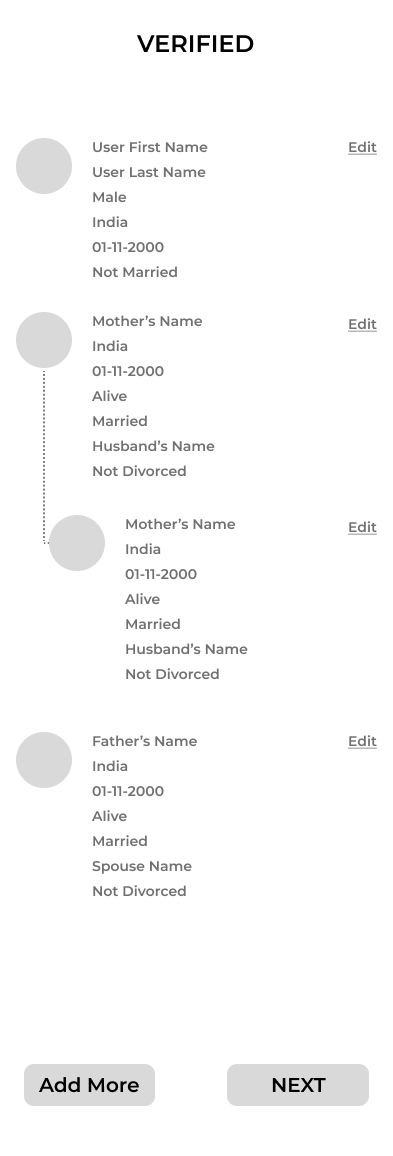 VERIFIED
User First Name
Edit
User Last Name
Male
India
01-11-2000
Not Married
Mother’s Name
Edit
India
01-11-2000
Alive
Married
Husband’s Name
Not Divorced
Mother’s Name
Edit
India
01-11-2000
Alive
Married
Husband’s Name
Not Divorced
Father’s Name
Edit
India
01-11-2000
Alive
Married
Spouse Name
Not Divorced
Add More
NEXT